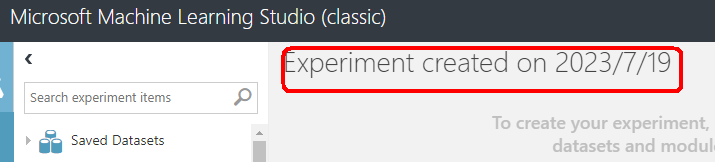 Microsoft Machine Learning Studio (classic)
Experiment created on 2023/7/19
Search experiment items
To create your experiment,
Saved Datasets
datasets and modul